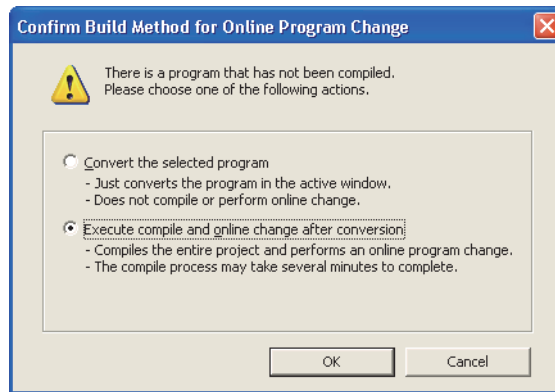 Confirm Build Method for Online Program Change
There is a program that has not been compiled.
Please choose one of the following actions.
Convert the selected program
- Just converts the program in the active window.
- Does not compile or perform online change.
Execute compile and online change after conversion
- Compiles the entire project and performs an online program change.
- The compile process may take several minutes to complete.
OK
Cancel